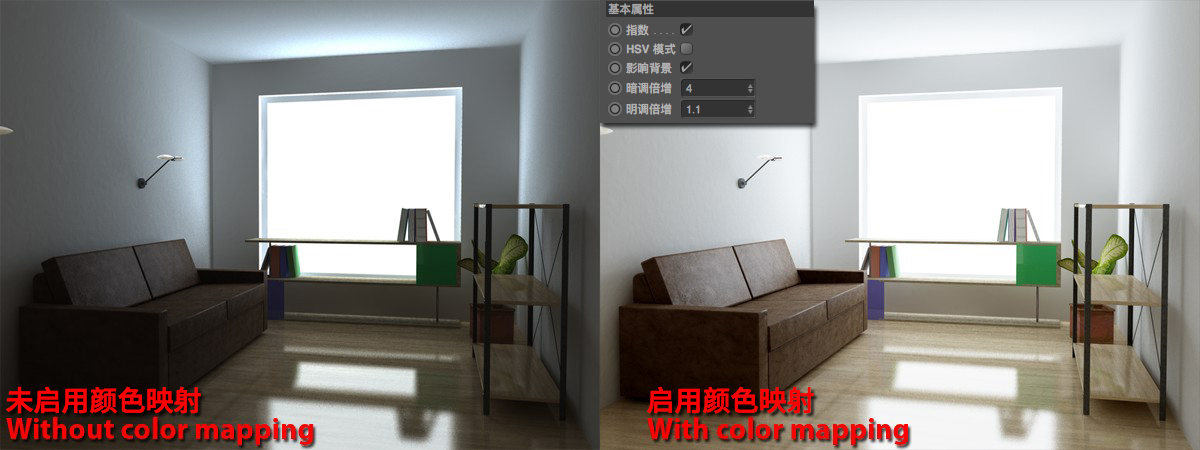 基本属性
指数 . . . .
HSV 模式
影响背景
暗调倍增 4
明调倍增 1.1
未启用颜色映射
Without color mapping
启用颜色映射
With color mapping